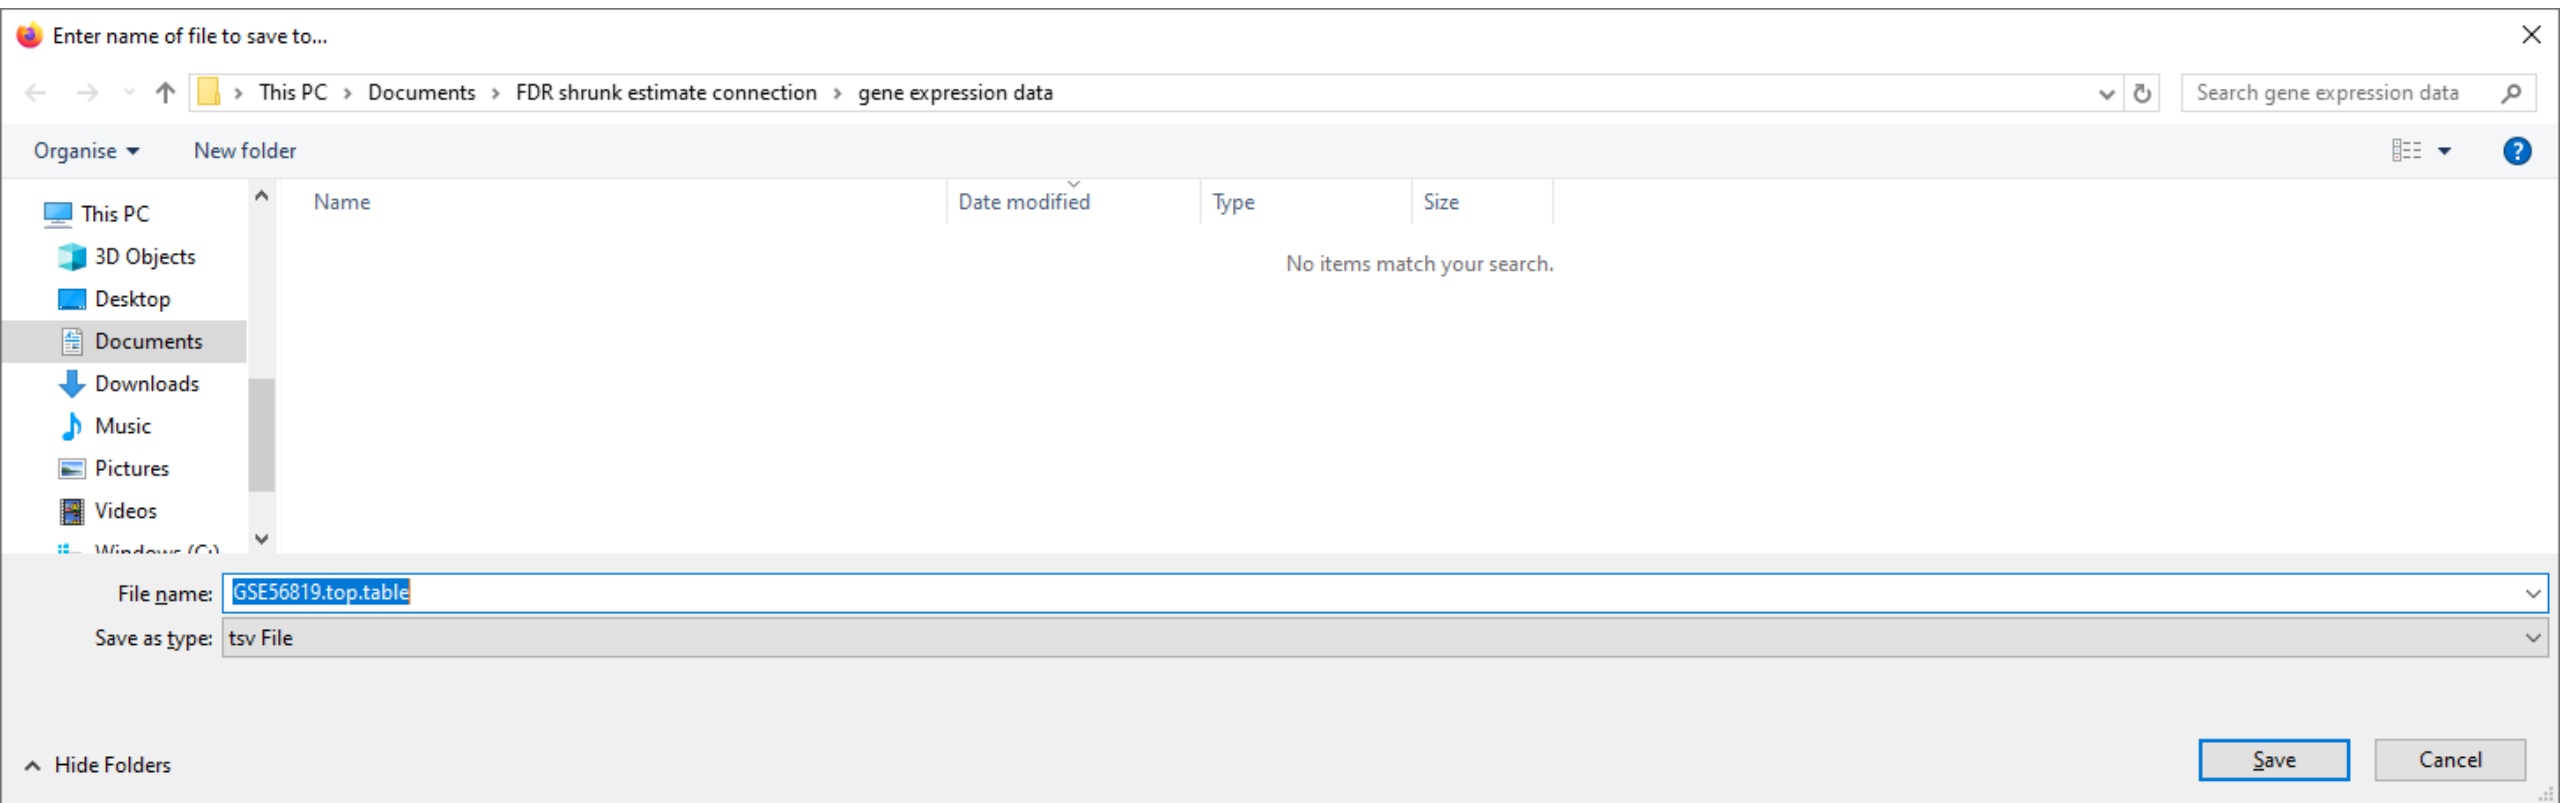 Enter name of file to save to...
This PC > Documents > FDR shrunk estimate connection > gene expression data
Search gene expression data
Organise
New folder
?
Name
Date modified
Type
Size
This PC
3D Objects
Desktop
Documents
Downloads
Music
Pictures
Videos
Windows (C:)
No items match your search.
File name: GSE56819.top.table
Save as type: tsv File
Hide Folders
Save
Cancel